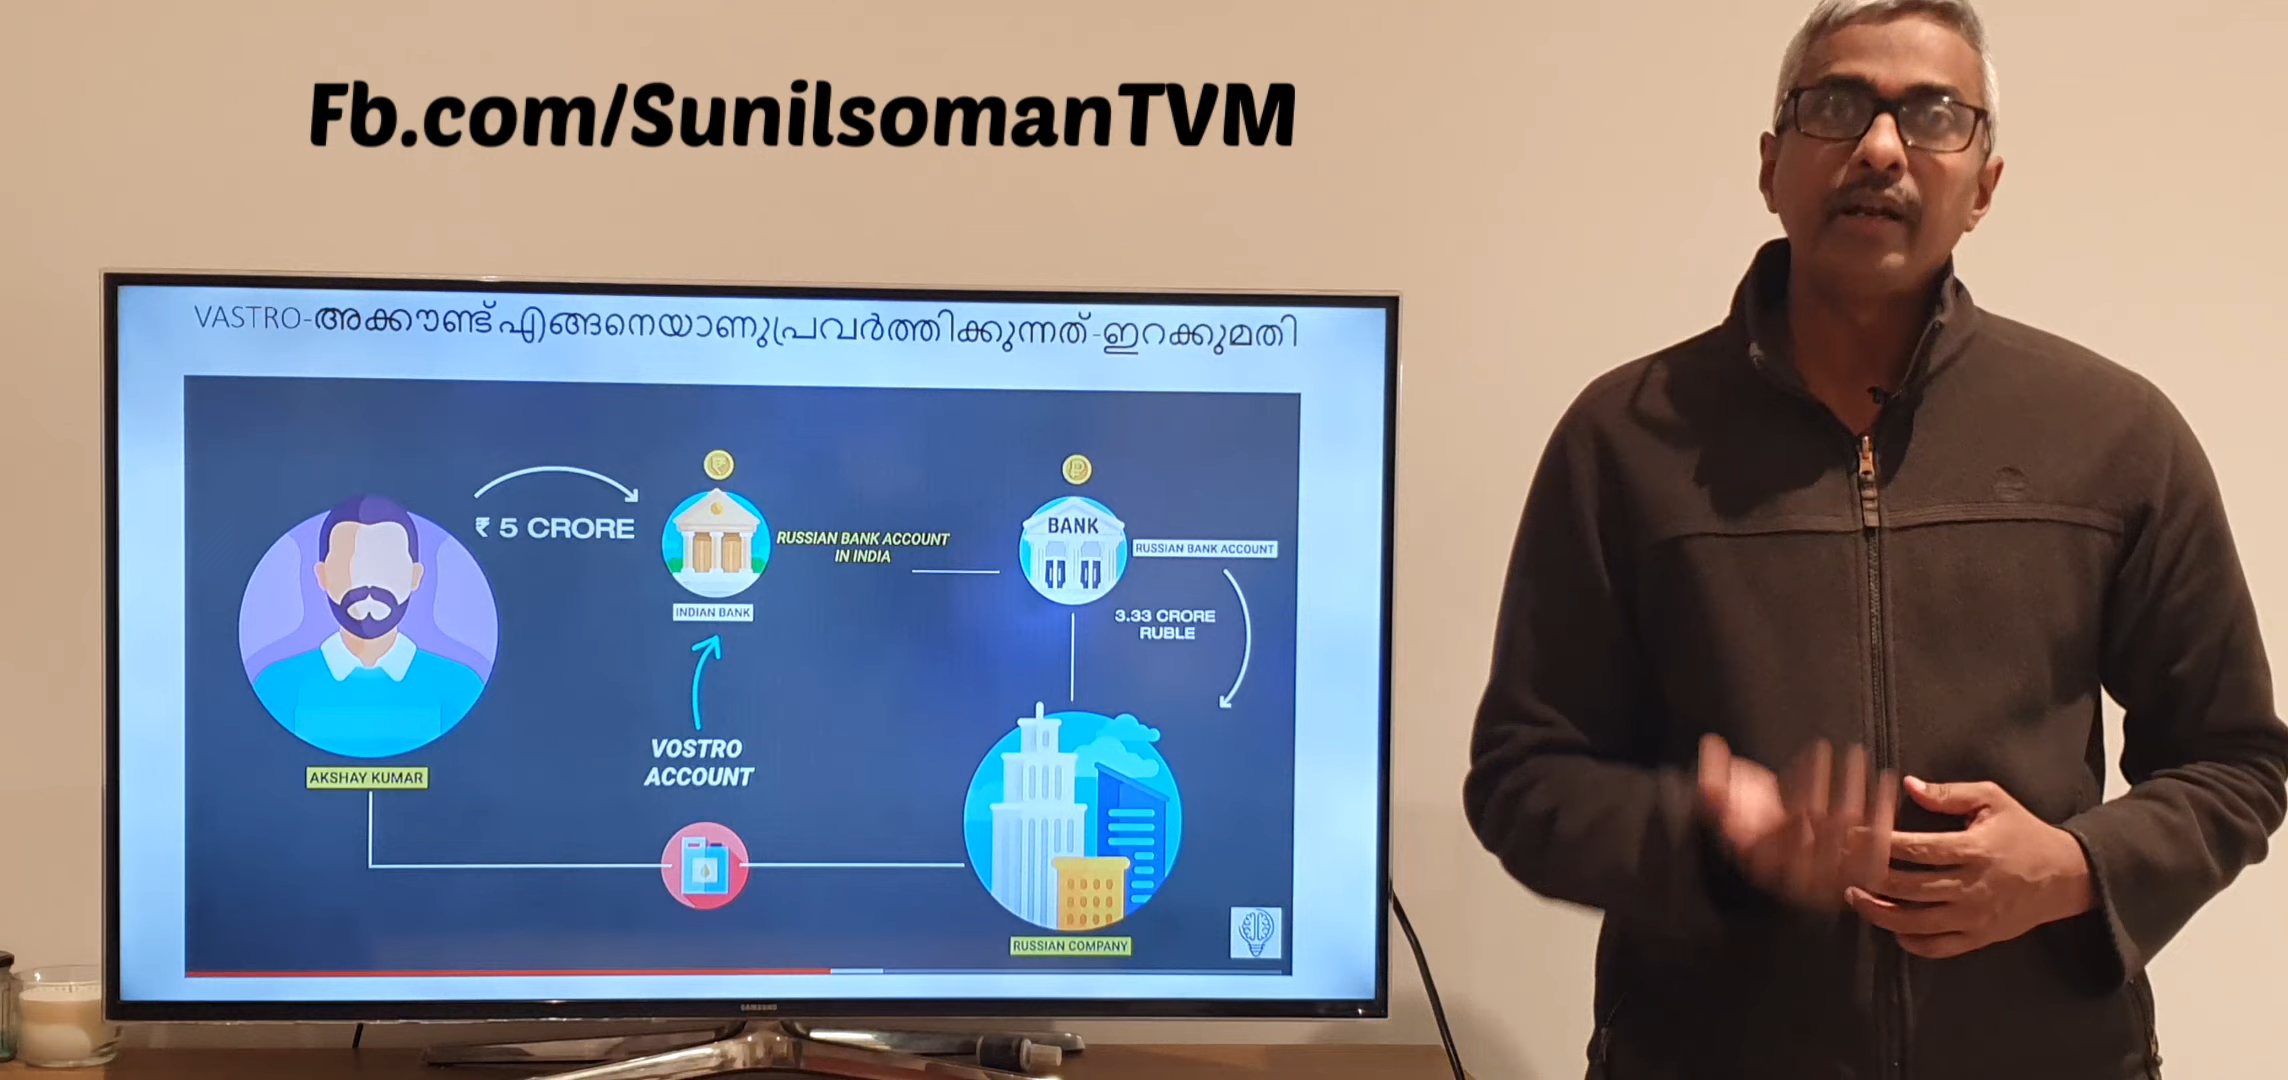 Fb.com/SunilsomanTVM
VASTRO-അക്കൗണ്ട് എങ്ങനെയാണുപ്രവർത്തിക്കുന്നത്-ഇറക്കുമതി
₹ 5 CRORE
RUSSIAN BANK ACCOUNT
IN INDIA
BANK
RUSSIAN BANK ACCOUNT
INDIAN BANK
3.33 CRORE
RUBLE
VOSTRO
ACCOUNT
AKSHAY KUMAR
RUSSIAN COMPANY
SAMSUNG